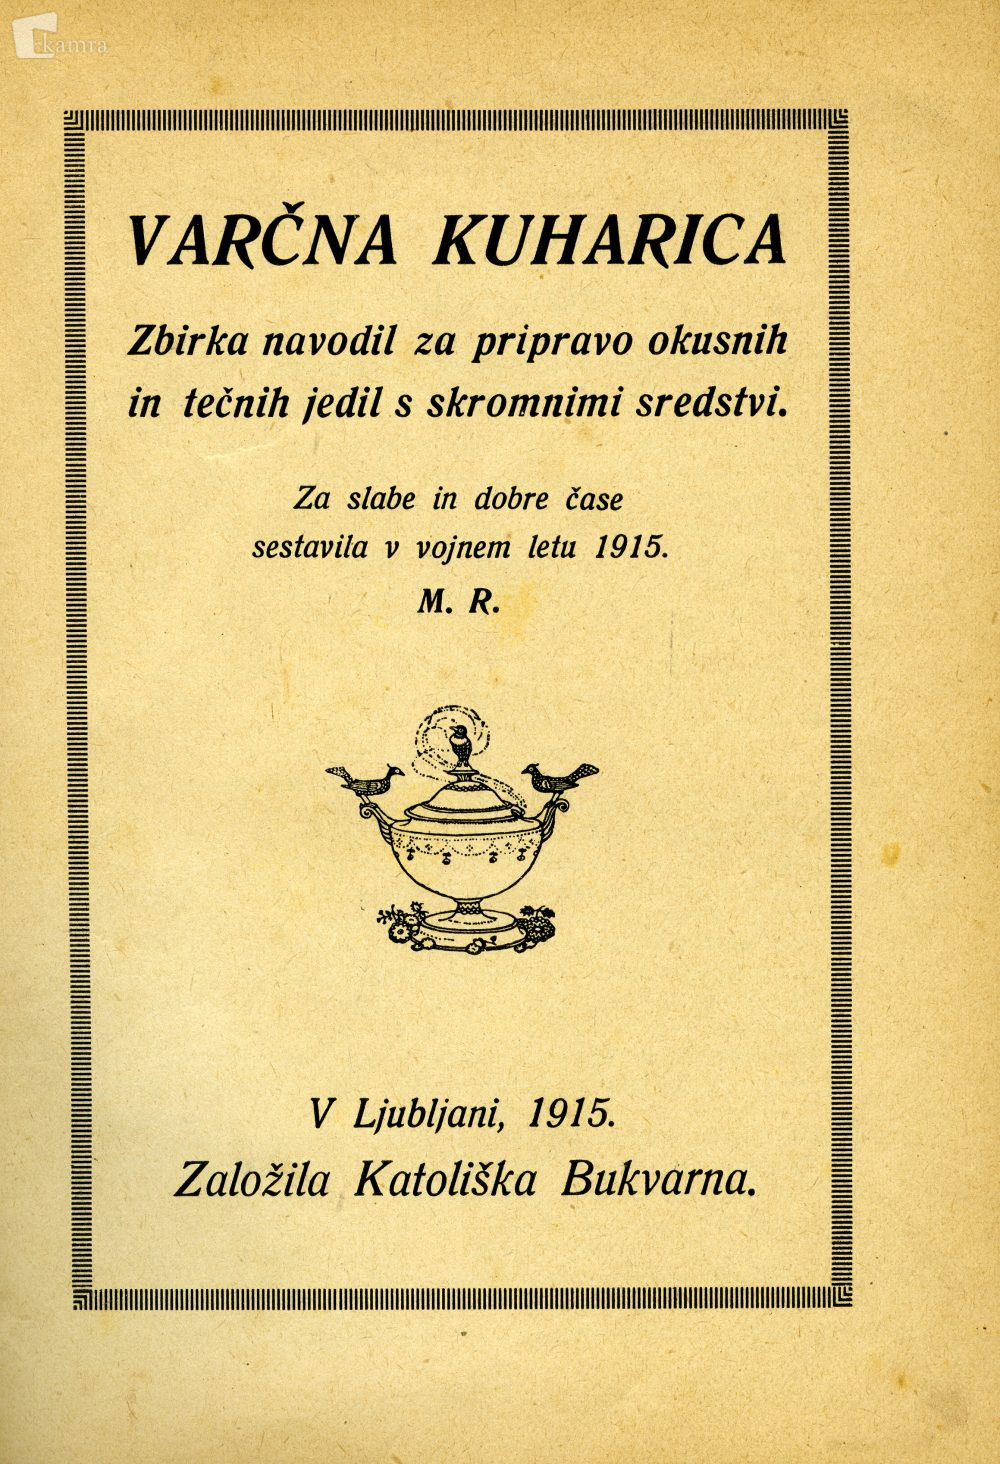 kamra
VARČNA KUHARICA
Zbirka navodil za pripravo okusnih
in tečnih jedil s skromnimi sredstvi.
Za slabe in dobre čase
sestavila v vojnem letu 1915.
M. R.
V Ljubljani, 1915.
Založila Katoliška Bukvarna.